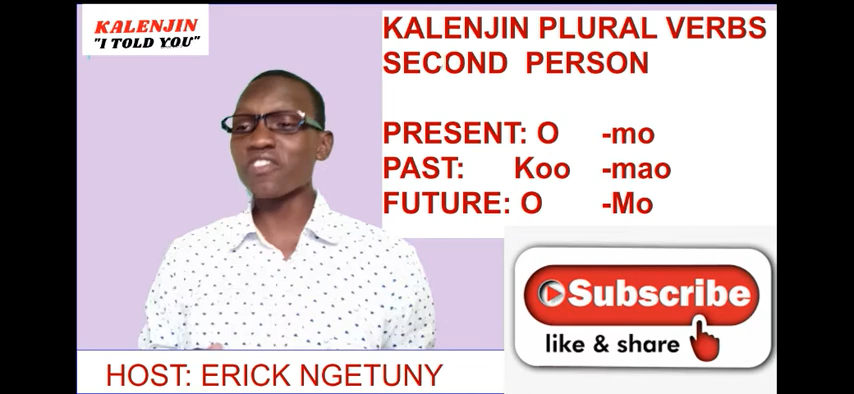 KALENJIN
"I TOLD YOU"
KALENJIN PLURAL VERBS
SECOND PERSON
PRESENT: O -mo
PAST: Koo -mao
FUTURE: O -Mo
Subscribe
like & share
HOST: ERICK NGETUNY